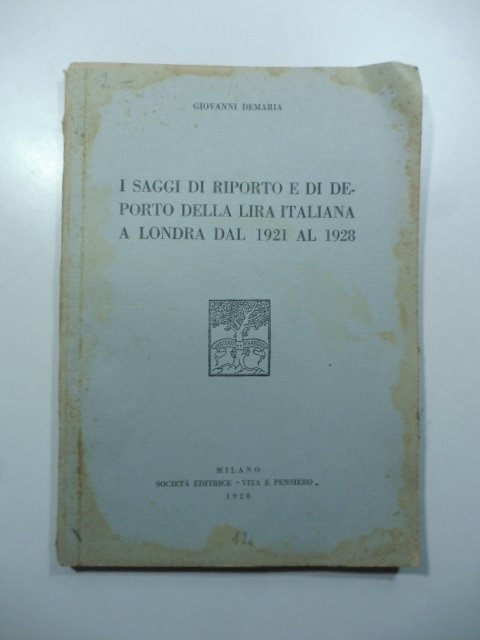 GIOVANNI DEMARIA
I SAGGI DI RIPORTO E DI DE-
PORTO DELLA LIRA ITALIANA
A LONDRA DAL 1921 AL 1928
MILANO
SOCIETÀ EDITRICE "VITA E PENSIERO„
1928